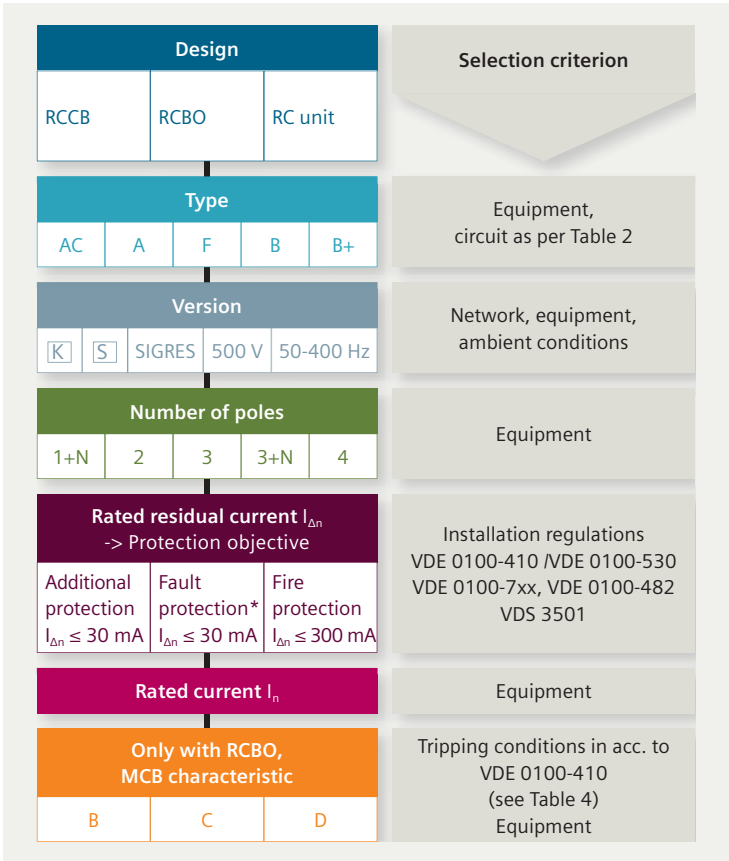 Design
Selection criterion
RCCB
RCBO
RC unit
Type
AC
A
F
B
B+
Equipment,
circuit as per Table 2
Version
K
S
SIGRES
500 V
50-400 Hz
Network, equipment,
ambient conditions
Number of poles
1+N
2
3
3+N
4
Equipment
Rated residual current IΔn
-> Protection objective
Additional
protection
IΔn ≤ 30 mA
Fault
protection*
IΔn ≤ 30 mA
Fire
protection
IΔn ≤ 300 mA
Installation regulations
VDE 0100-410 /VDE 0100-530
VDE 0100-7xx, VDE 0100-482
VDS 3501
Rated current In
Equipment
Only with RCBO,
MCB characteristic
B
C
D
Tripping conditions in acc. to
VDE 0100-410
(see Table 4)
Equipment